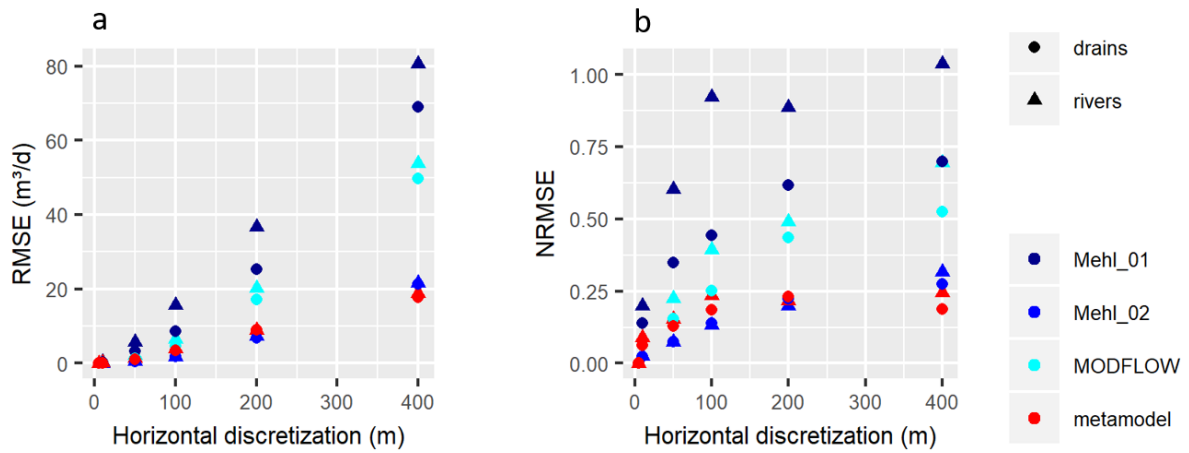 a
b
80
60
40
20
0
RMSE (m³/d)
0 100 200 300 400
Horizontal discretization (m)
1.00
0.75
0.50
0.25
0.00
NRMSE
0 100 200 300 400
Horizontal discretization (m)
drains
rivers
Mehl_01
Mehl_02
MODFLOW
metamodel